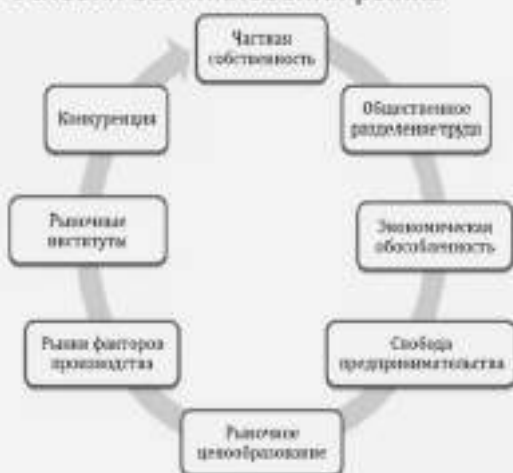 Частная
собственность
Общественное
разделение труда
Экономическая
обособленность
Свобода
предпринимательства
Рыночное
ценообразование
Рынки факторов
производства
Рыночные
институты
Конкуренция